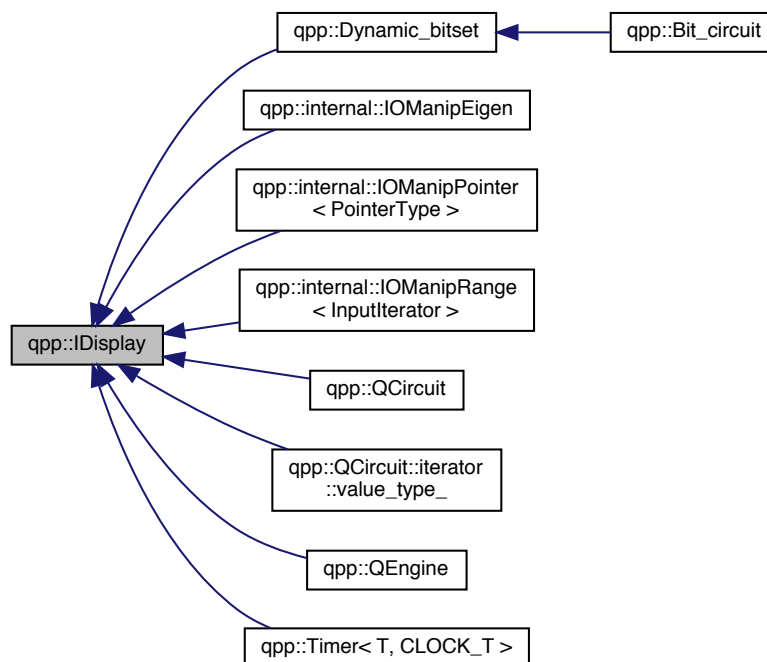 qpp::Dynamic_bitset
qpp::Bit_circuit
qpp::internal::IOManipEigen
qpp::internal::IOManipPointer
< PointerType >
qpp::internal::IOManipRange
< InputIterator >
qpp::IDisplay
qpp::QCircuit
qpp::QCircuit::iterator
::value_type_
qpp::QEngine
qpp::Timer< T, CLOCK_T >